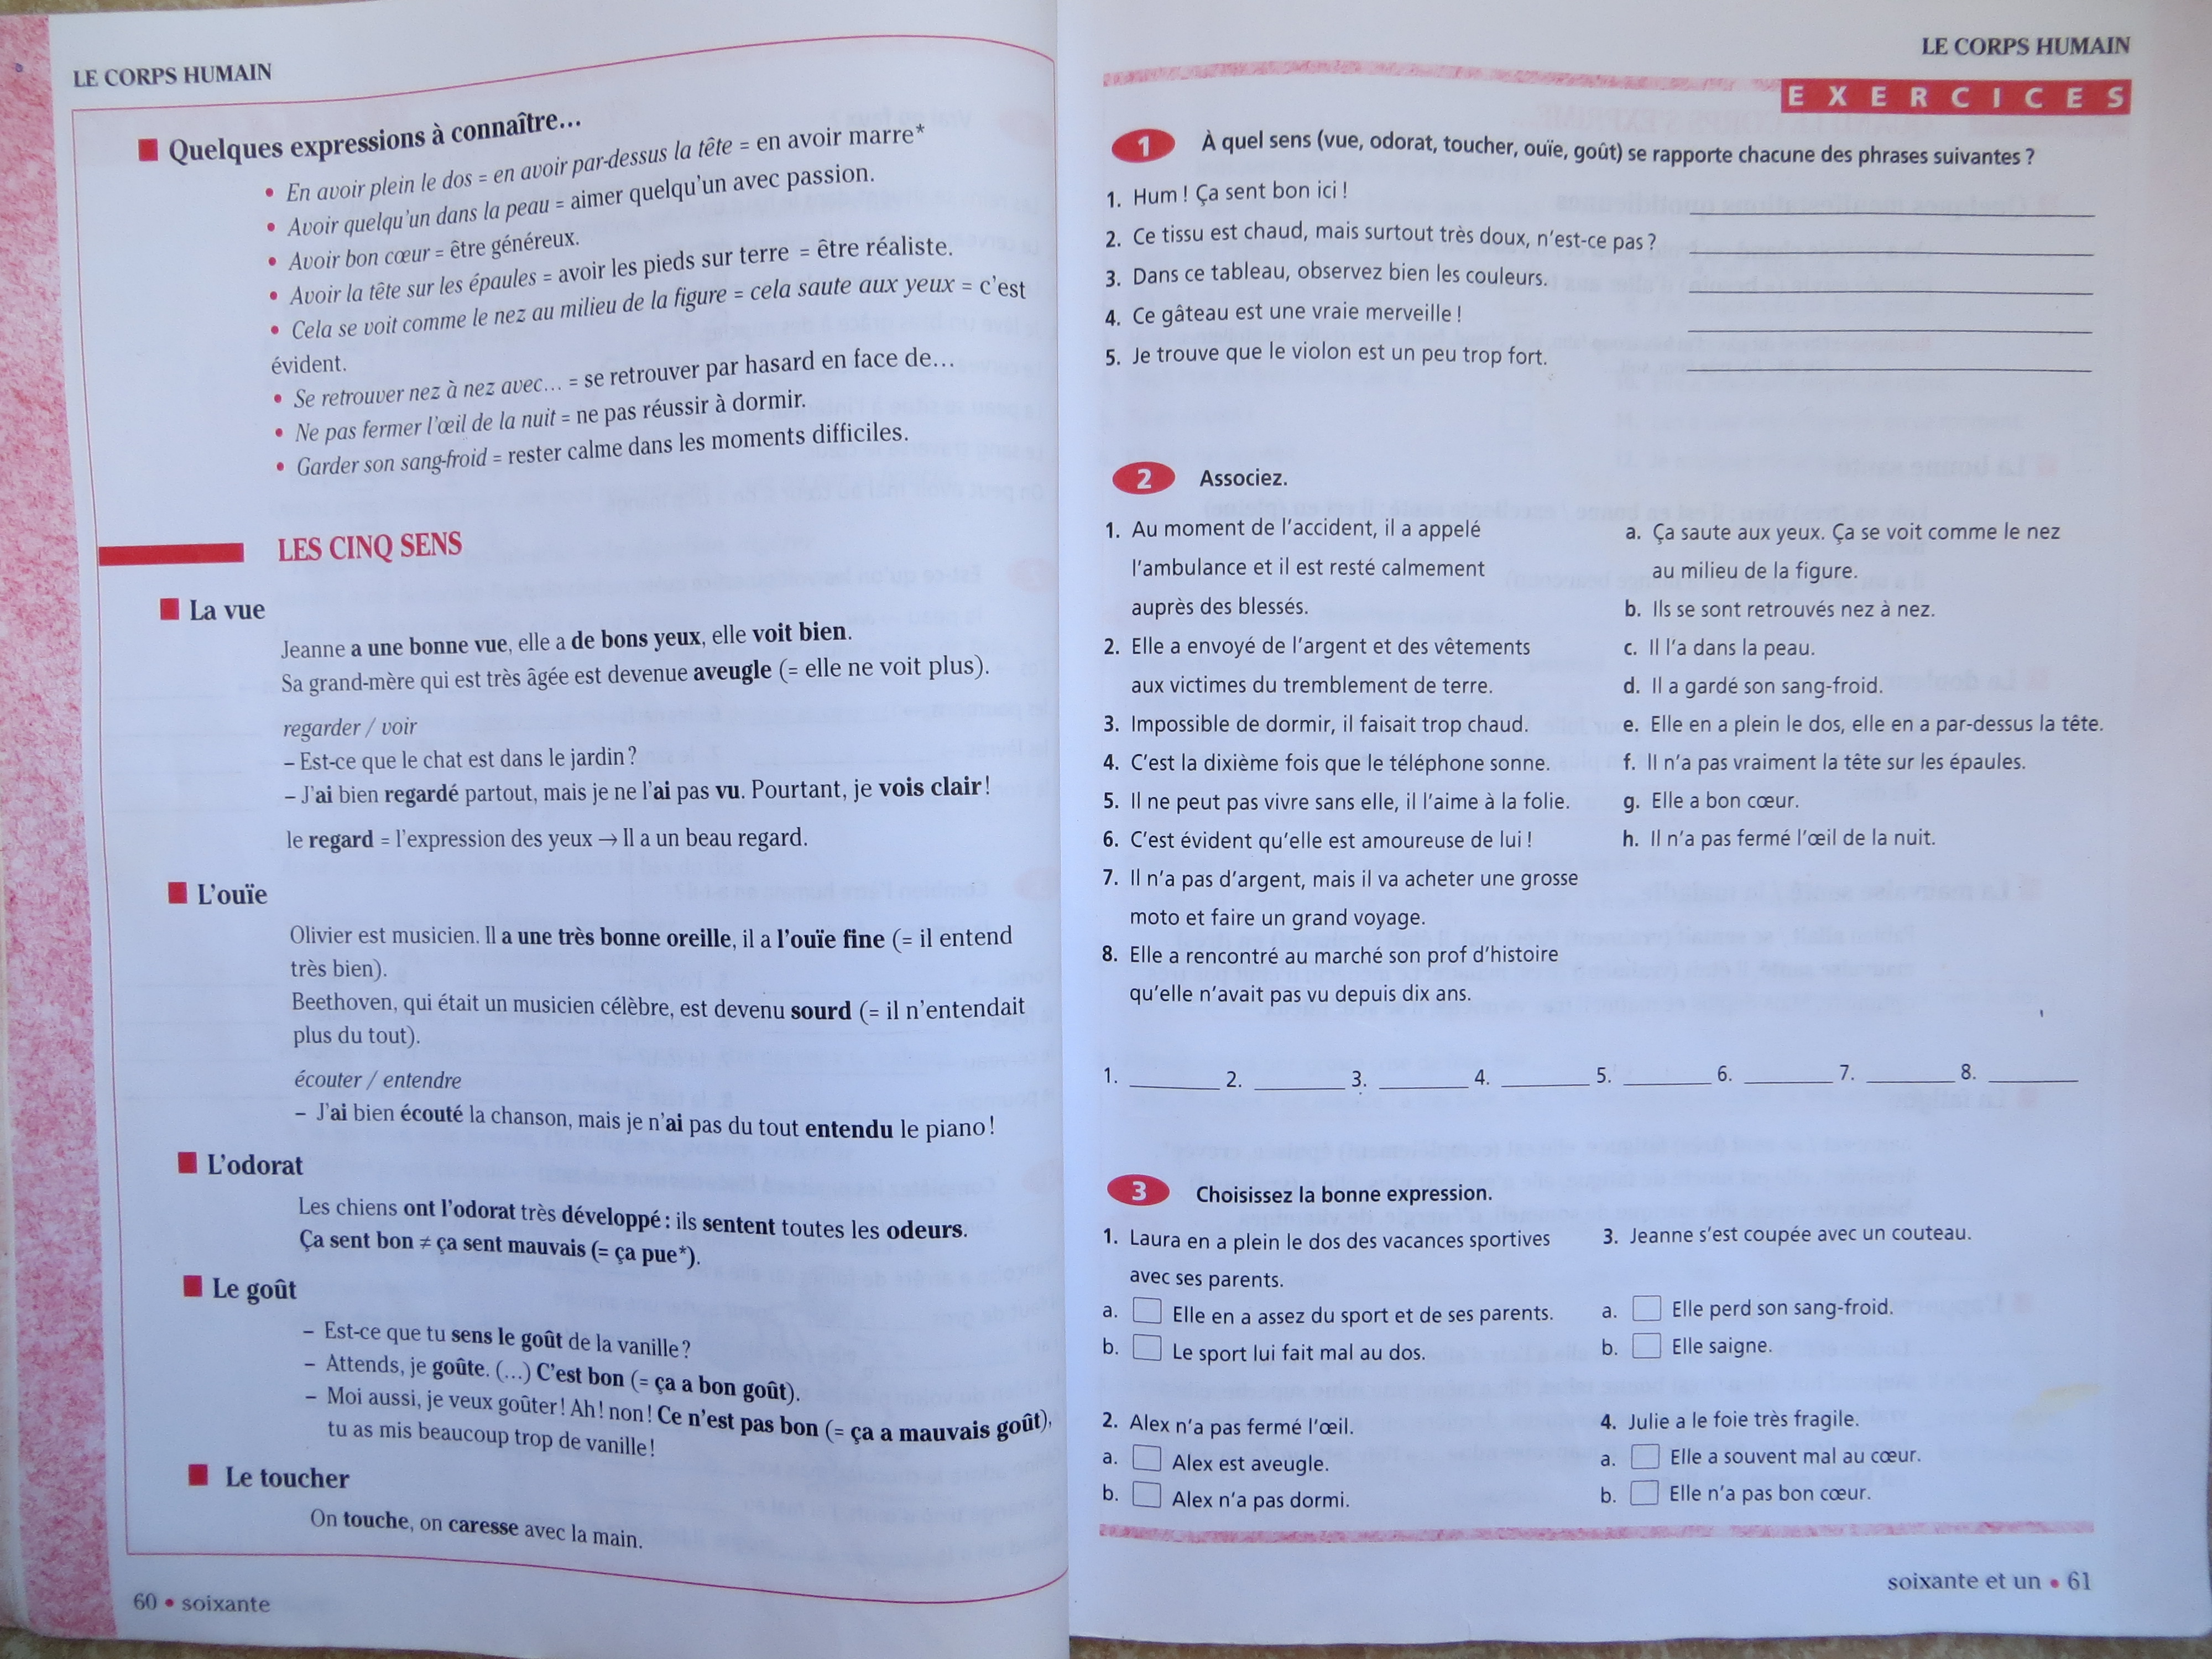 LE CORPS HUMAIN
■ Quelques expressions à connaître…
• En avoir plein le dos = en avoir par-dessus la tête = en avoir marre*
• Avoir quelqu'un dans la peau = aimer quelqu'un avec passion.
• Avoir bon cœur = être généreux.
• Avoir la tête sur les épaules = avoir les pieds sur terre = être réaliste.
• Cela se voit comme le nez au milieu de la figure = cela saute aux yeux = c'est
évident.
• Se retrouver nez à nez avec… = se retrouver par hasard en face de…
• Ne pas fermer l'œil de la nuit = ne pas réussir à dormir.
• Garder son sang-froid = rester calme dans les moments difficiles.
LES CINQ SENS
■ La vue
Jeanne a une bonne vue, elle a de bons yeux, elle voit bien.
Sa grand-mère qui est très âgée est devenue aveugle (= elle ne voit plus).
regarder / voir
– Est-ce que le chat est dans le jardin ?
– J'ai bien regardé partout, mais je ne l'ai pas vu. Pourtant, je vois clair !
le regard = l'expression des yeux → Il a un beau regard.
■ L'ouïe
Olivier est musicien. Il a une très bonne oreille, il a l'ouïe fine (= il entend
très bien).
Beethoven, qui était un musicien célèbre, est devenu sourd (= il n'entendait
plus du tout).
écouter / entendre
– J'ai bien écouté la chanson, mais je n'ai pas du tout entendu le piano !
■ L'odorat
Les chiens ont l'odorat très développé : ils sentent toutes les odeurs.
Ça sent bon ≠ ça sent mauvais (= ça pue*).
■ Le goût
– Est-ce que tu sens le goût de la vanille ?
– Attends, je goûte. (…) C'est bon (= ça a bon goût).
– Moi aussi, je veux goûter ! Ah ! non ! Ce n'est pas bon (= ça a mauvais goût),
tu as mis beaucoup trop de vanille !
■ Le toucher
On touche, on caresse avec la main.
60 • soixante
LE CORPS HUMAIN
EXERCICES
1 À quel sens (vue, odorat, toucher, ouïe, goût) se rapporte chacune des phrases suivantes ?
1. Hum ! Ça sent bon ici !
2. Ce tissu est chaud, mais surtout très doux, n'est-ce pas ?
3. Dans ce tableau, observez bien les couleurs.
4. Ce gâteau est une vraie merveille !
5. Je trouve que le violon est un peu trop fort.
2 Associez.
1. Au moment de l'accident, il a appelé
l'ambulance et il est resté calmement
auprès des blessés.
2. Elle a envoyé de l'argent et des vêtements
aux victimes du tremblement de terre.
3. Impossible de dormir, il faisait trop chaud.
4. C'est la dixième fois que le téléphone sonne.
5. Il ne peut pas vivre sans elle, il l'aime à la folie.
6. C'est évident qu'elle est amoureuse de lui !
7. Il n'a pas d'argent, mais il va acheter une grosse
moto et faire un grand voyage.
8. Elle a rencontré au marché son prof d'histoire
qu'elle n'avait pas vu depuis dix ans.
a. Ça saute aux yeux. Ça se voit comme le nez
au milieu de la figure.
b. Ils se sont retrouvés nez à nez.
c. Il l'a dans la peau.
d. Il a gardé son sang-froid.
e. Elle en a plein le dos, elle en a par-dessus la tête.
f. Il n'a pas vraiment la tête sur les épaules.
g. Elle a bon cœur.
h. Il n'a pas fermé l'œil de la nuit.
1. ______ 2. ______ 3. ______ 4. ______ 5. ______ 6. ______ 7. ______ 8. ______
3 Choisissez la bonne expression.
1. Laura en a plein le dos des vacances sportives
avec ses parents.
a. Elle en a assez du sport et de ses parents.
b. Le sport lui fait mal au dos.
2. Alex n'a pas fermé l'œil.
a. Alex est aveugle.
b. Alex n'a pas dormi.
3. Jeanne s'est coupée avec un couteau.
a. Elle perd son sang-froid.
b. Elle saigne.
4. Julie a le foie très fragile.
a. Elle a souvent mal au cœur.
b. Elle n'a pas bon cœur.
soixante et un • 61